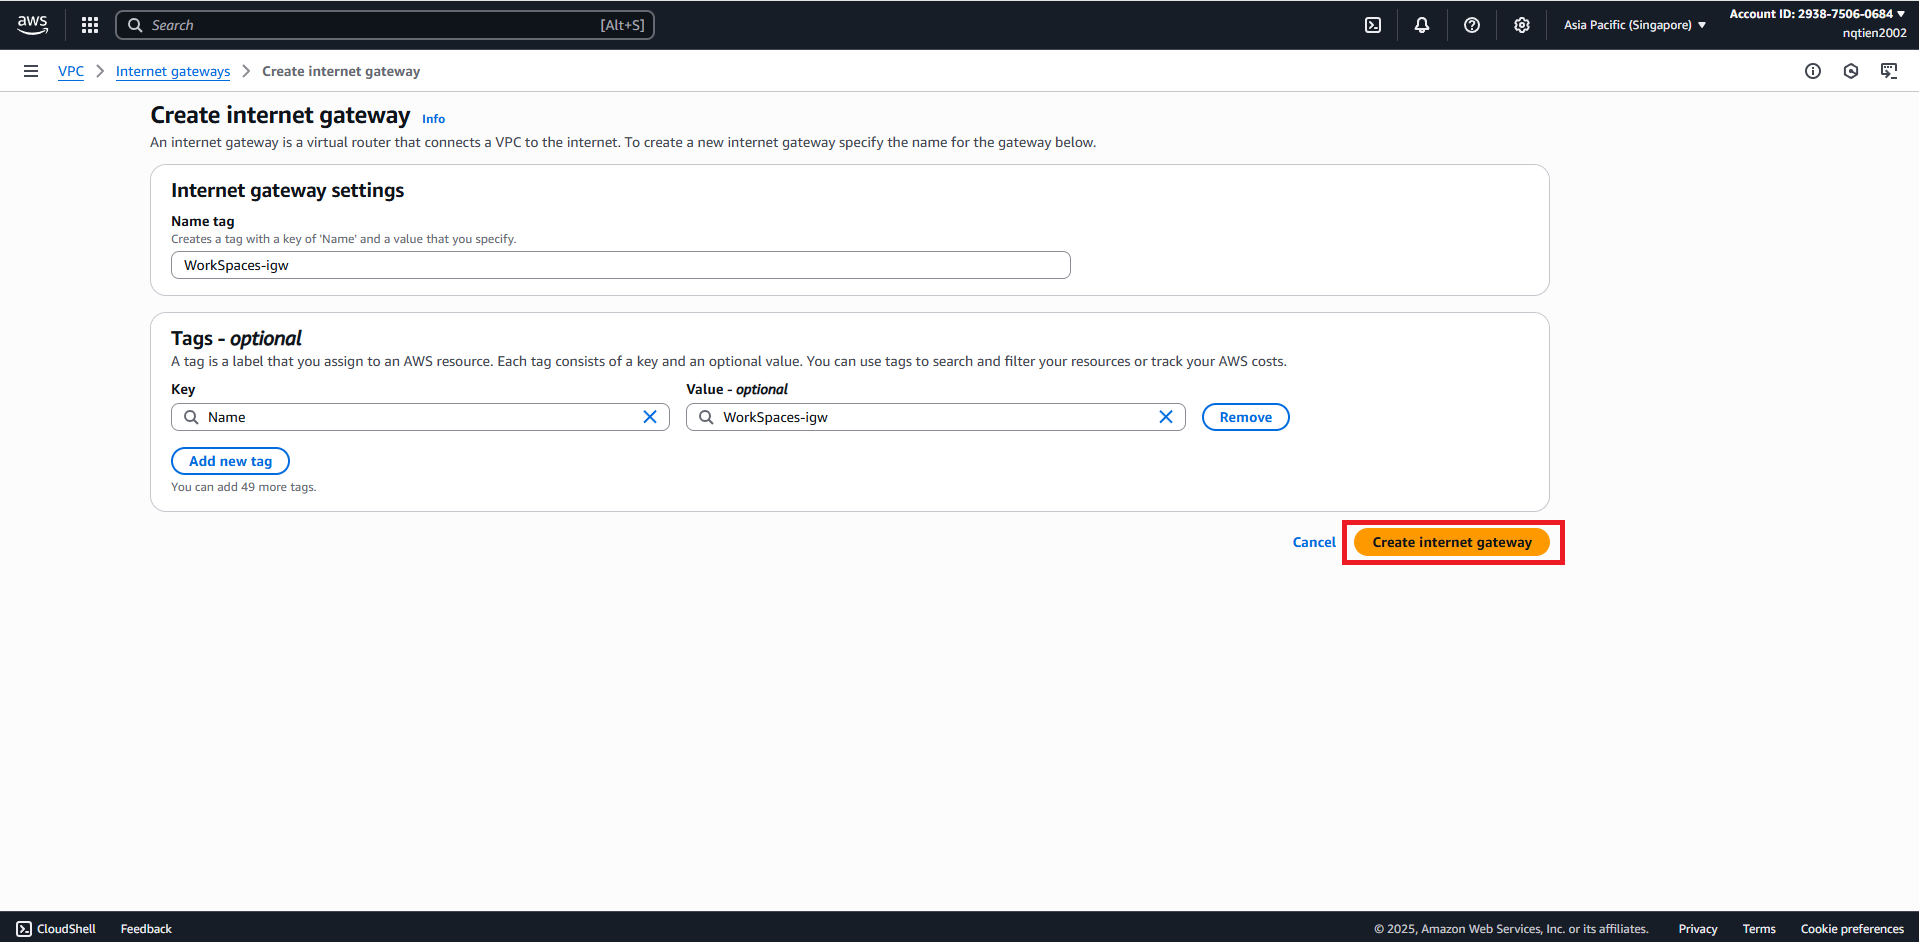 aws
Search [Alt+S]
Asia Pacific (Singapore)
Account ID: 2938-7506-0684
nqtien2002
VPC > Internet gateways > Create internet gateway
Create internet gateway Info
An internet gateway is a virtual router that connects a VPC to the internet. To create a new internet gateway specify the name for the gateway below.
Internet gateway settings
Name tag
Creates a tag with a key of 'Name' and a value that you specify.
WorkSpaces-igw
Tags - optional
A tag is a label that you assign to an AWS resource. Each tag consists of a key and an optional value. You can use tags to search and filter your resources or track your AWS costs.
Key Value - optional
Name WorkSpaces-igw Remove
Add new tag
You can add 49 more tags.
Cancel Create internet gateway
CloudShell Feedback © 2025, Amazon Web Services, Inc. or its affiliates. Privacy Terms Cookie preferences